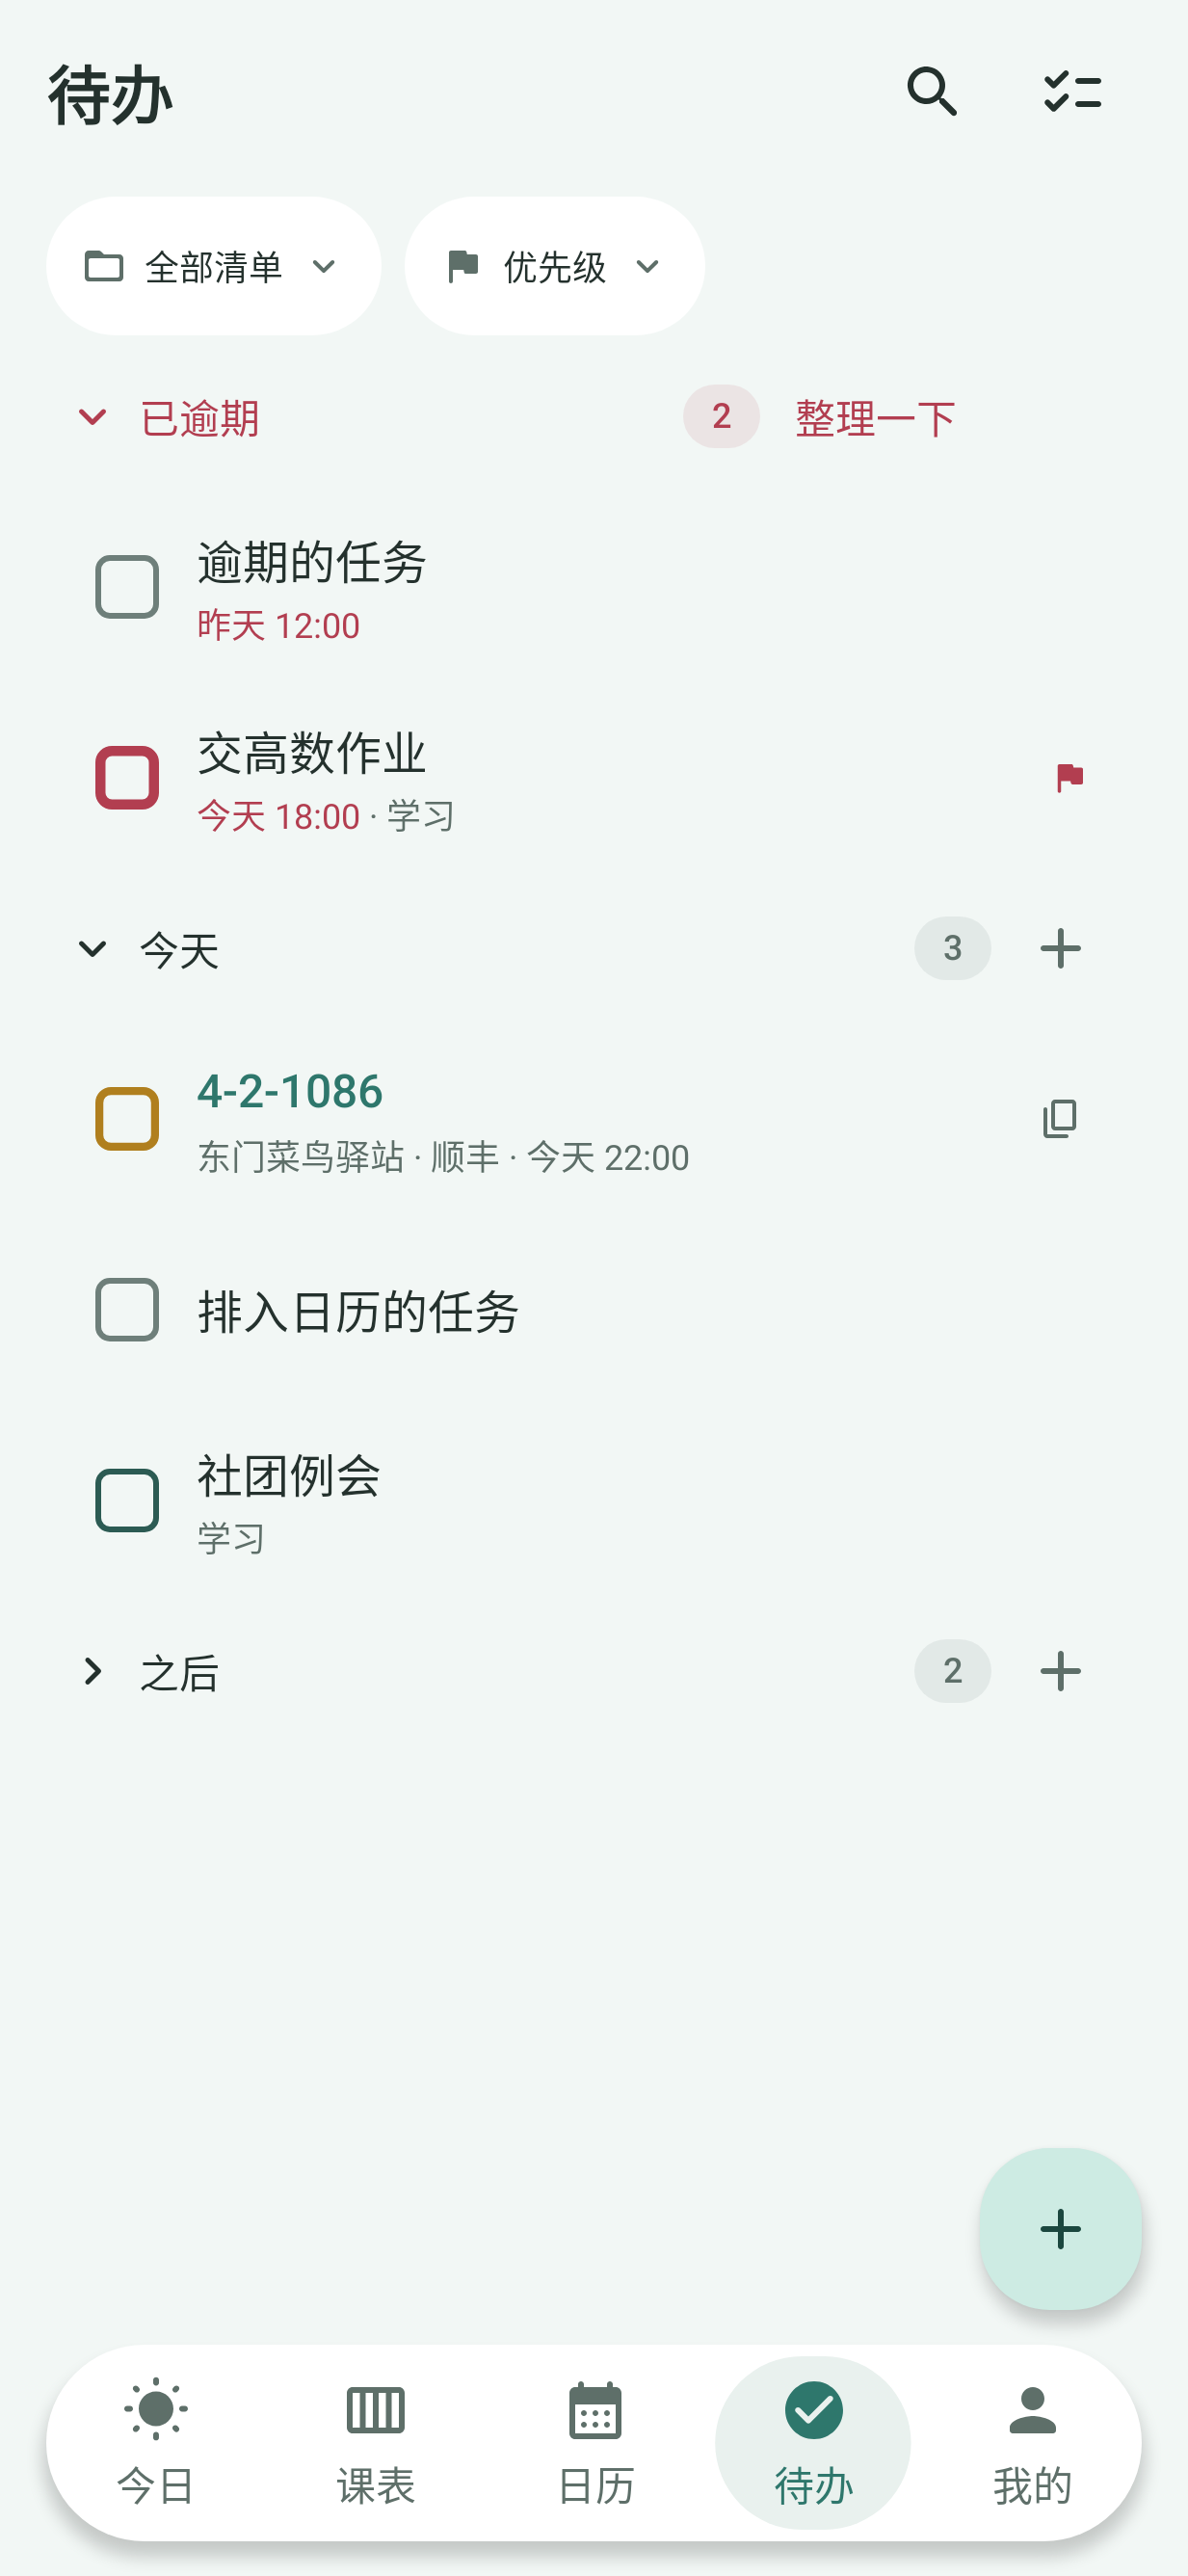 待办
全部清单
优先级
已逾期
2
整理一下
逾期的任务
昨天 12:00
交高数作业
今天 18:00 · 学习
今天
3
4-2-1086
东门菜鸟驿站 · 顺丰 · 今天 22:00
排入日历的任务
社团例会
学习
之后
2
今日
课表
日历
待办
我的